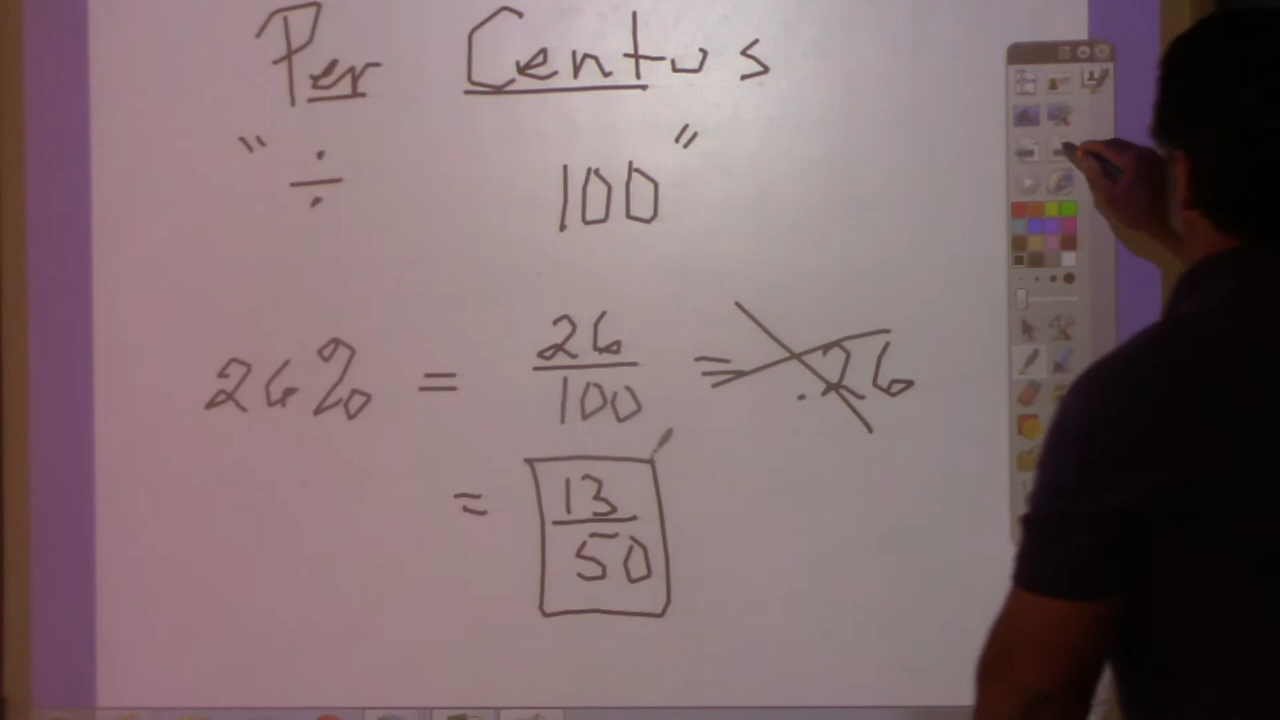 Per Centus
" ÷ 100 "
26% = 26/100 = .26
= 13/50